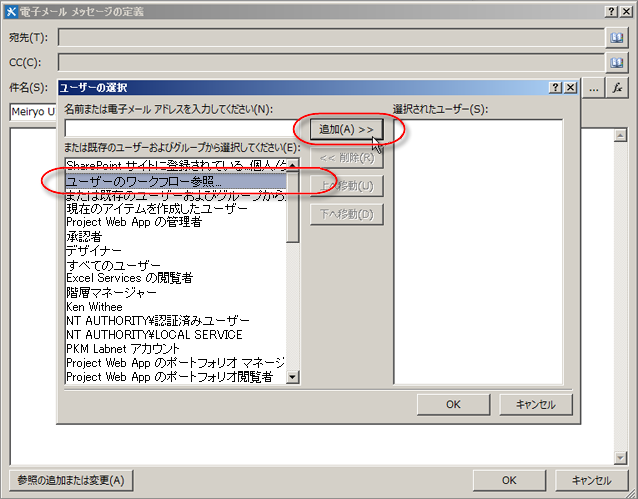 電子メール メッセージの定義
宛先(T):
CC(C):
件名(S):
... fx
Meiryo U
ユーザーの選択
名前または電子メール アドレスを入力してください(N):
追加(A) >>
選択されたユーザー(S):
または既存のユーザーおよびグループから選択してください(E):
<< 削除(R)
SharePoint サイトに登録されている...個人/
ユーザーのワークフロー参照...
上へ移動(U)
または既存のユーザーおよびグループから
現在のアイテムを作成したユーザー
下へ移動(D)
Project Web App の管理者
承認者
デザイナー
すべてのユーザー
Excel Services の閲覧者
階層マネージャー
Ken Withee
NT AUTHORITY¥認証済みユーザー
NT AUTHORITY¥LOCAL SERVICE
PKM Labnet アカウント
Project Web App のポートフォリオ マネージ
Project Web App のポートフォリオ閲覧者
OK
キャンセル
参照の追加または変更(A)
OK
キャンセル